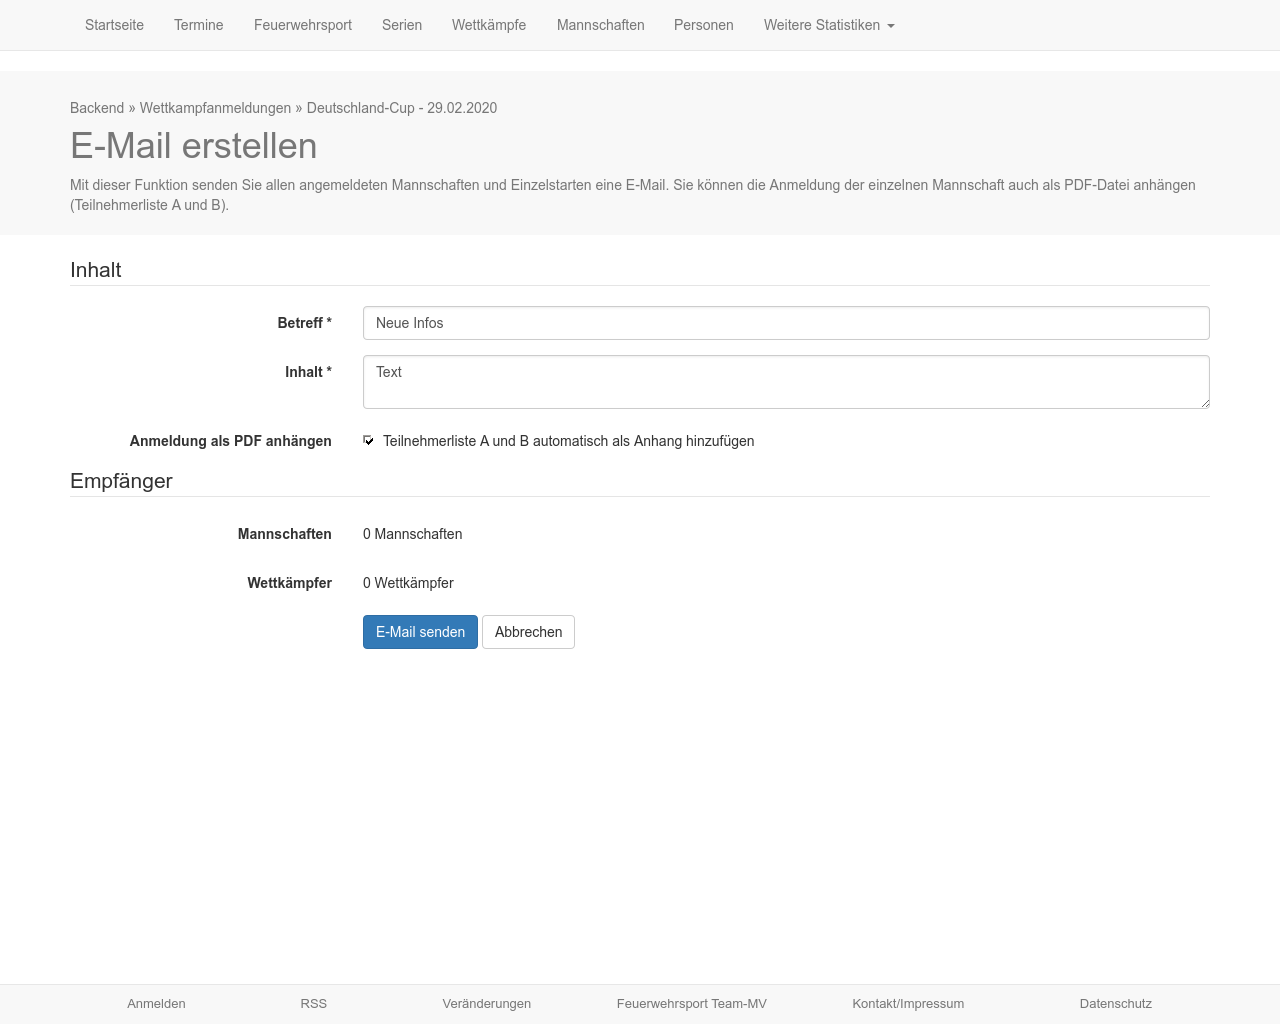 Startseite Termine Feuerwehrsport Serien Wettkämpfe Mannschaften Personen Weitere Statistiken
Backend » Wettkampfanmeldungen » Deutschland-Cup - 29.02.2020
E-Mail erstellen
Mit dieser Funktion senden Sie allen angemeldeten Mannschaften und Einzelstarten eine E-Mail. Sie können die Anmeldung der einzelnen Mannschaft auch als PDF-Datei anhängen
(Teilnehmerliste A und B).
Inhalt
Betreff * Neue Infos
Inhalt * Text
Anmeldung als PDF anhängen Teilnehmerliste A und B automatisch als Anhang hinzufügen
Empfänger
Mannschaften 0 Mannschaften
Wettkämpfer 0 Wettkämpfer
E-Mail senden Abbrechen
Anmelden RSS Veränderungen Feuerwehrsport Team-MV Kontakt/Impressum Datenschutz